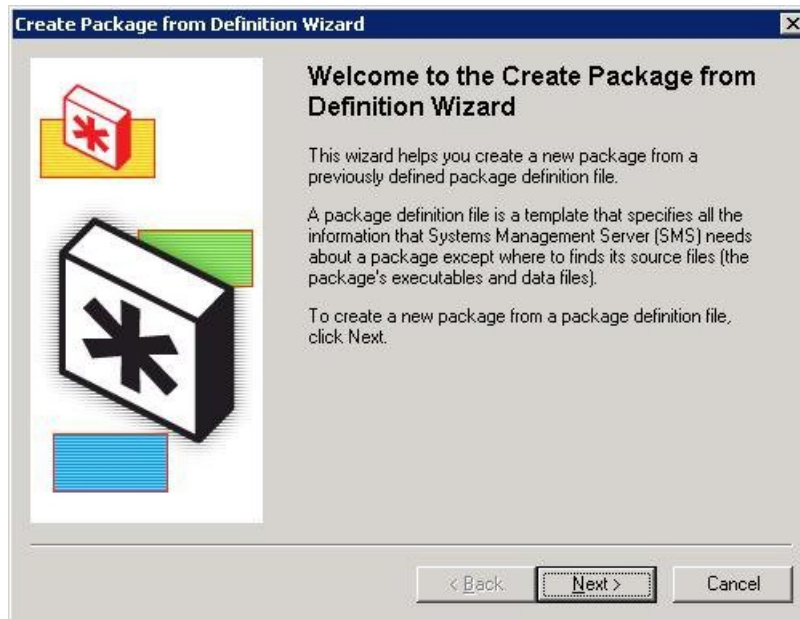 Create Package from Definition Wizard
Welcome to the Create Package from
Definition Wizard
This wizard helps you create a new package from a
previously defined package definition file.
A package definition file is a template that specifies all the
information that Systems Management Server (SMS) needs
about a package except where to finds its source files (the
package's executables and data files).
To create a new package from a package definition file,
click Next.
< Back Next > Cancel